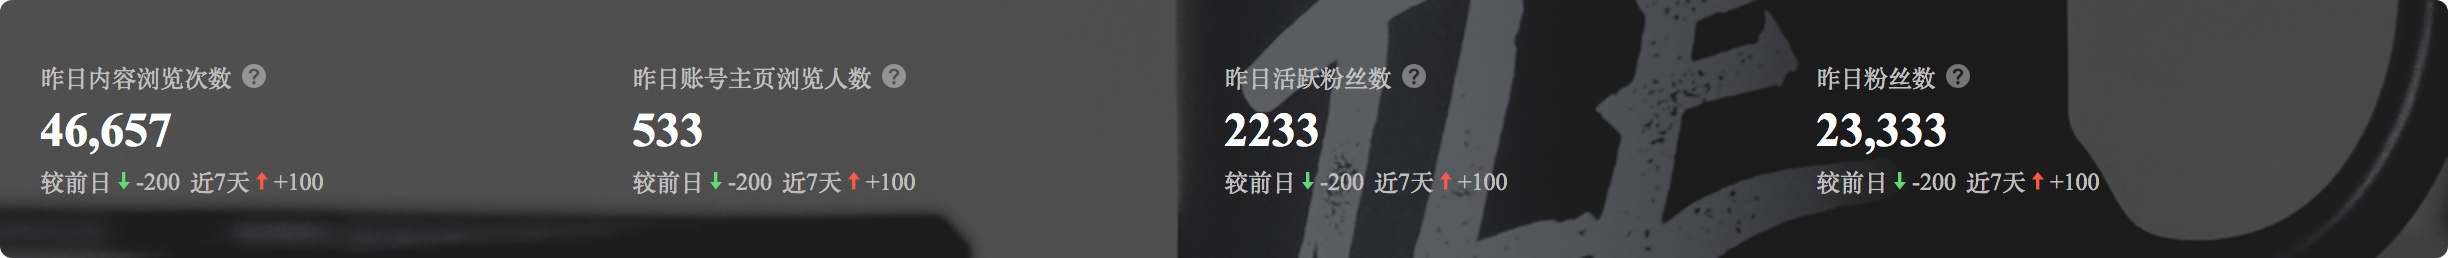 昨日内容浏览次数 ?
46,657
较前日 -200 近7天 +100
昨日账号主页浏览人数 ?
533
较前日 -200 近7天 +100
昨日活跃粉丝数 ?
2233
较前日 -200 近7天 +100
昨日粉丝数 ?
23,333
较前日 -200 近7天 +100